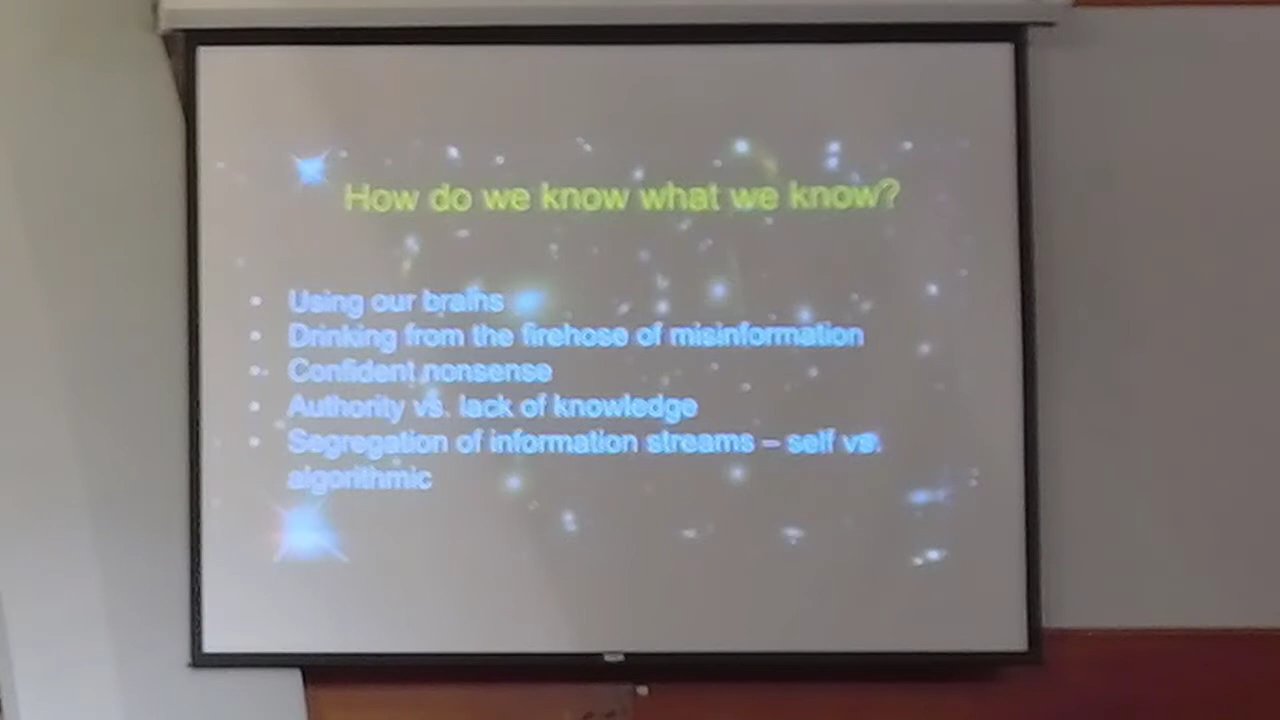 How do we know what we know?
• Using our brains
• Drinking from the firehose of misinformation
• Confident nonsense
• Authority vs. lack of knowledge
• Segregation of information streams – self vs.
algorithmic